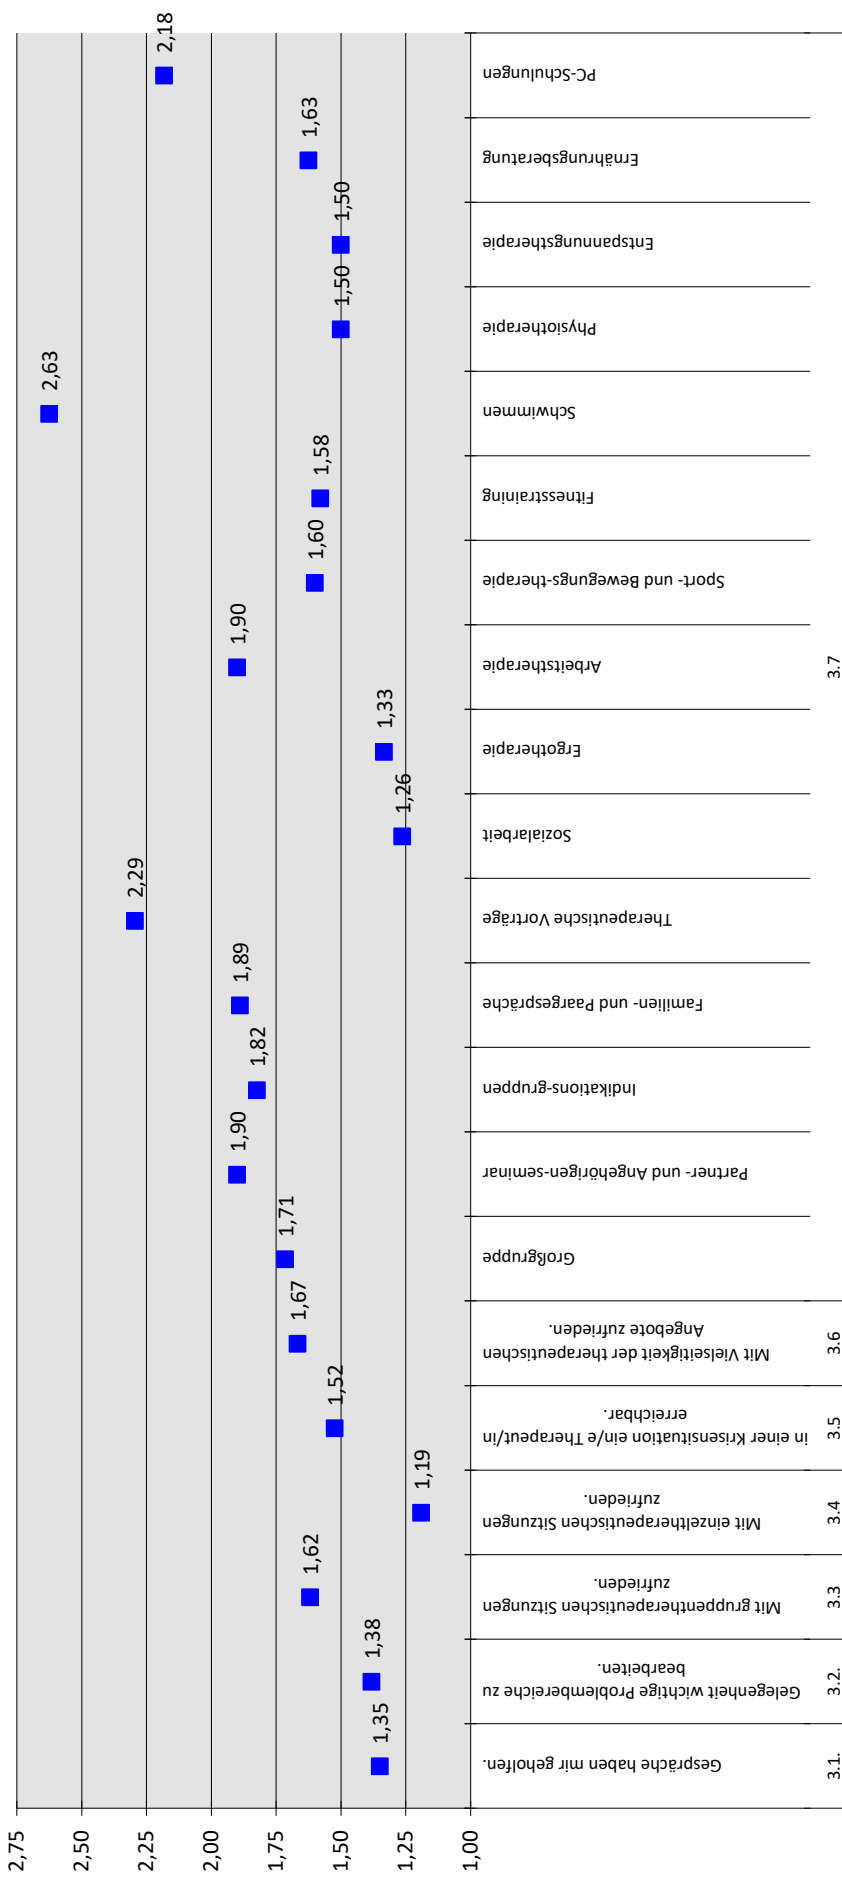 2,75
2,50
2,25
2,00
1,75
1,50
1,25
1,00
1,35
1,38
1,62
1,19
1,52
1,67
1,71
1,90
1,82
1,89
2,29
1,26
1,33
1,90
1,60
1,58
2,63
1,50
1,50
1,63
2,18
Gespräche haben mir geholfen.
Gelegenheit wichtige Problembereiche zu
bearbeiten.
Mit gruppentherapeutischen Sitzungen
zufrieden.
Mit einzeltherapeutischen Sitzungen
zufrieden.
in einer Krisensituation ein/e Therapeut/in
erreichbar.
Mit Vielseitigkeit der therapeutischen
Angebote zufrieden.
Großgruppe
Partner- und Angehörigen-seminar
Indikations-gruppen
Familien- und Paargespräche
Therapeutische Vorträge
Sozialarbeit
Ergotherapie
Arbeitstherapie
Sport- und Bewegungs-therapie
Fitnesstraining
Schwimmen
Physiotherapie
Entspannungstherapie
Ernährungsberatung
PC-Schulungen
3.1.
3.2.
3.3
3.4
3.5
3.6
3.7